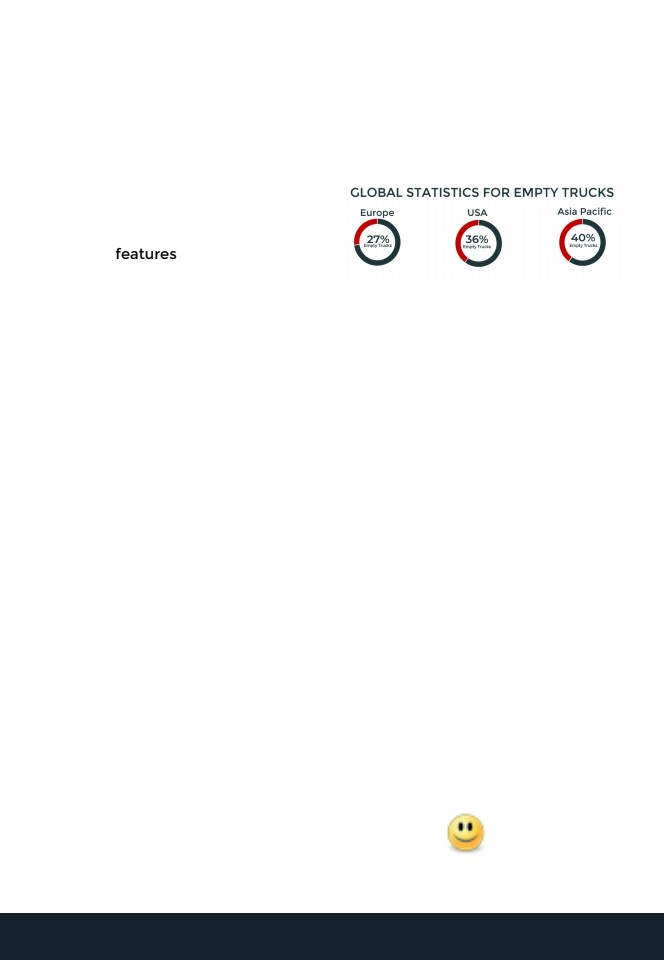 GLOBAL STATISTICS FOR EMPTY TRUCKS
Europe
USA
Asia Pacific
27%
Empty Trucks
36%
Empty Trucks
40%
Empty Trucks
features